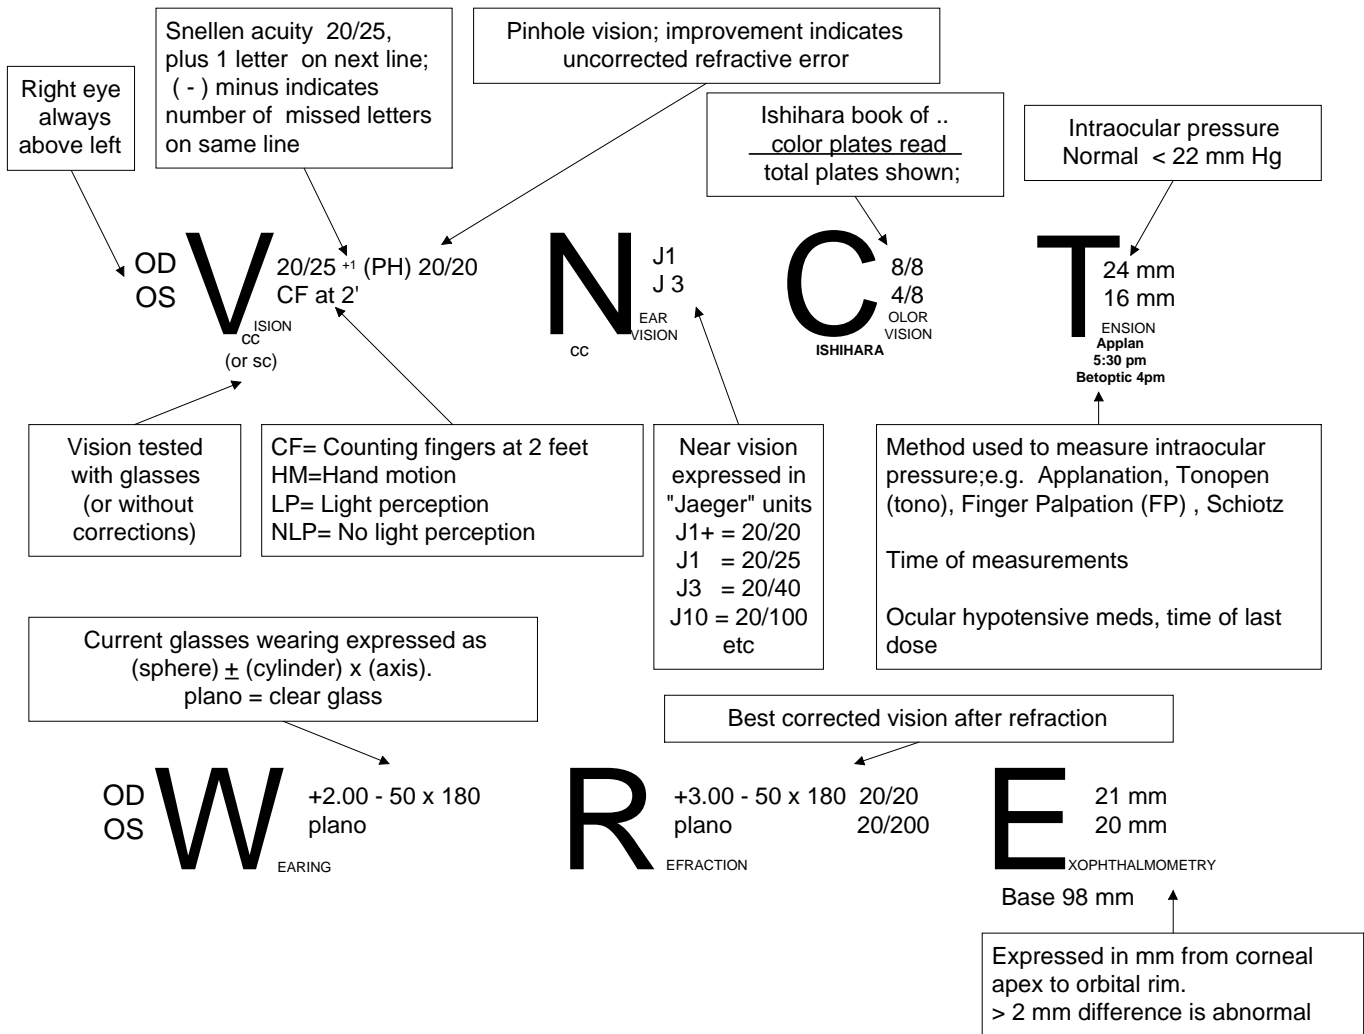 Snellen acuity  20/25,
plus 1 letter  on next line;
( - ) minus indicates
number of  missed letters
on same line
Pinhole vision; improvement indicates
uncorrected refractive error
Right eye
always
above left
Ishihara book of ..
color plates read
total plates shown;
Intraocular pressure
Normal  < 22 mm Hg
OD
OS
V
ISION
cc
(or sc)
20/25 +1 (PH) 20/20
CF at 2'
N
EAR
VISION
cc
J1
J 3
C
OLOR
VISION
ISHIHARA
8/8
4/8
T
ENSION
24 mm
16 mm
Applan
5:30 pm
Betoptic 4pm
Vision tested
with glasses
(or without
corrections)
CF= Counting fingers at 2 feet
HM=Hand motion
LP= Light perception
NLP= No light perception
Near vision
expressed in
"Jaeger" units
J1+ = 20/20
J1   = 20/25
J3   = 20/40
J10 = 20/100
etc
Method used to measure intraocular
pressure;e.g.  Applanation, Tonopen
(tono), Finger Palpation (FP) , Schiotz
Time of measurements
Ocular hypotensive meds, time of last
dose
Current glasses wearing expressed as
(sphere) + (cylinder) x (axis).
plano = clear glass
Best corrected vision after refraction
OD
OS
W
EARING
+2.00 - 50 x 180
plano
R
EFRACTION
+3.00 - 50 x 180  20/20
plano  20/200
E
XOPHTHALMOMETRY
21 mm
20 mm
Base 98 mm
Expressed in mm from corneal
apex to orbital rim.
> 2 mm difference is abnormal